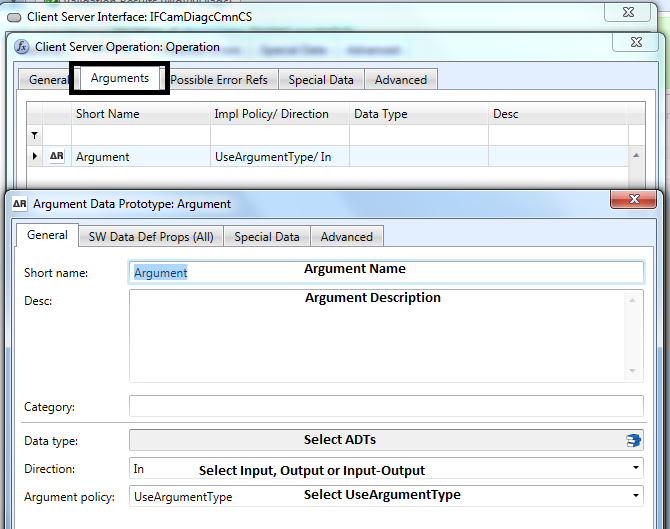 Client Server Interface: IFCamDiagcCmnCS
Client Server Operation: Operation
General Arguments Possible Error Refs Special Data Advanced
Short Name Impl Policy/ Direction Data Type Desc
ΔR Argument UseArgumentType/ In
ΔR Argument Data Prototype: Argument
General SW Data Def Props (All) Special Data Advanced
Short name: Argument Argument Name
Desc: Argument Description
Category:
Data type: Select ADTs
Direction: In Select Input, Output or Input-Output
Argument policy: UseArgumentType Select UseArgumentType